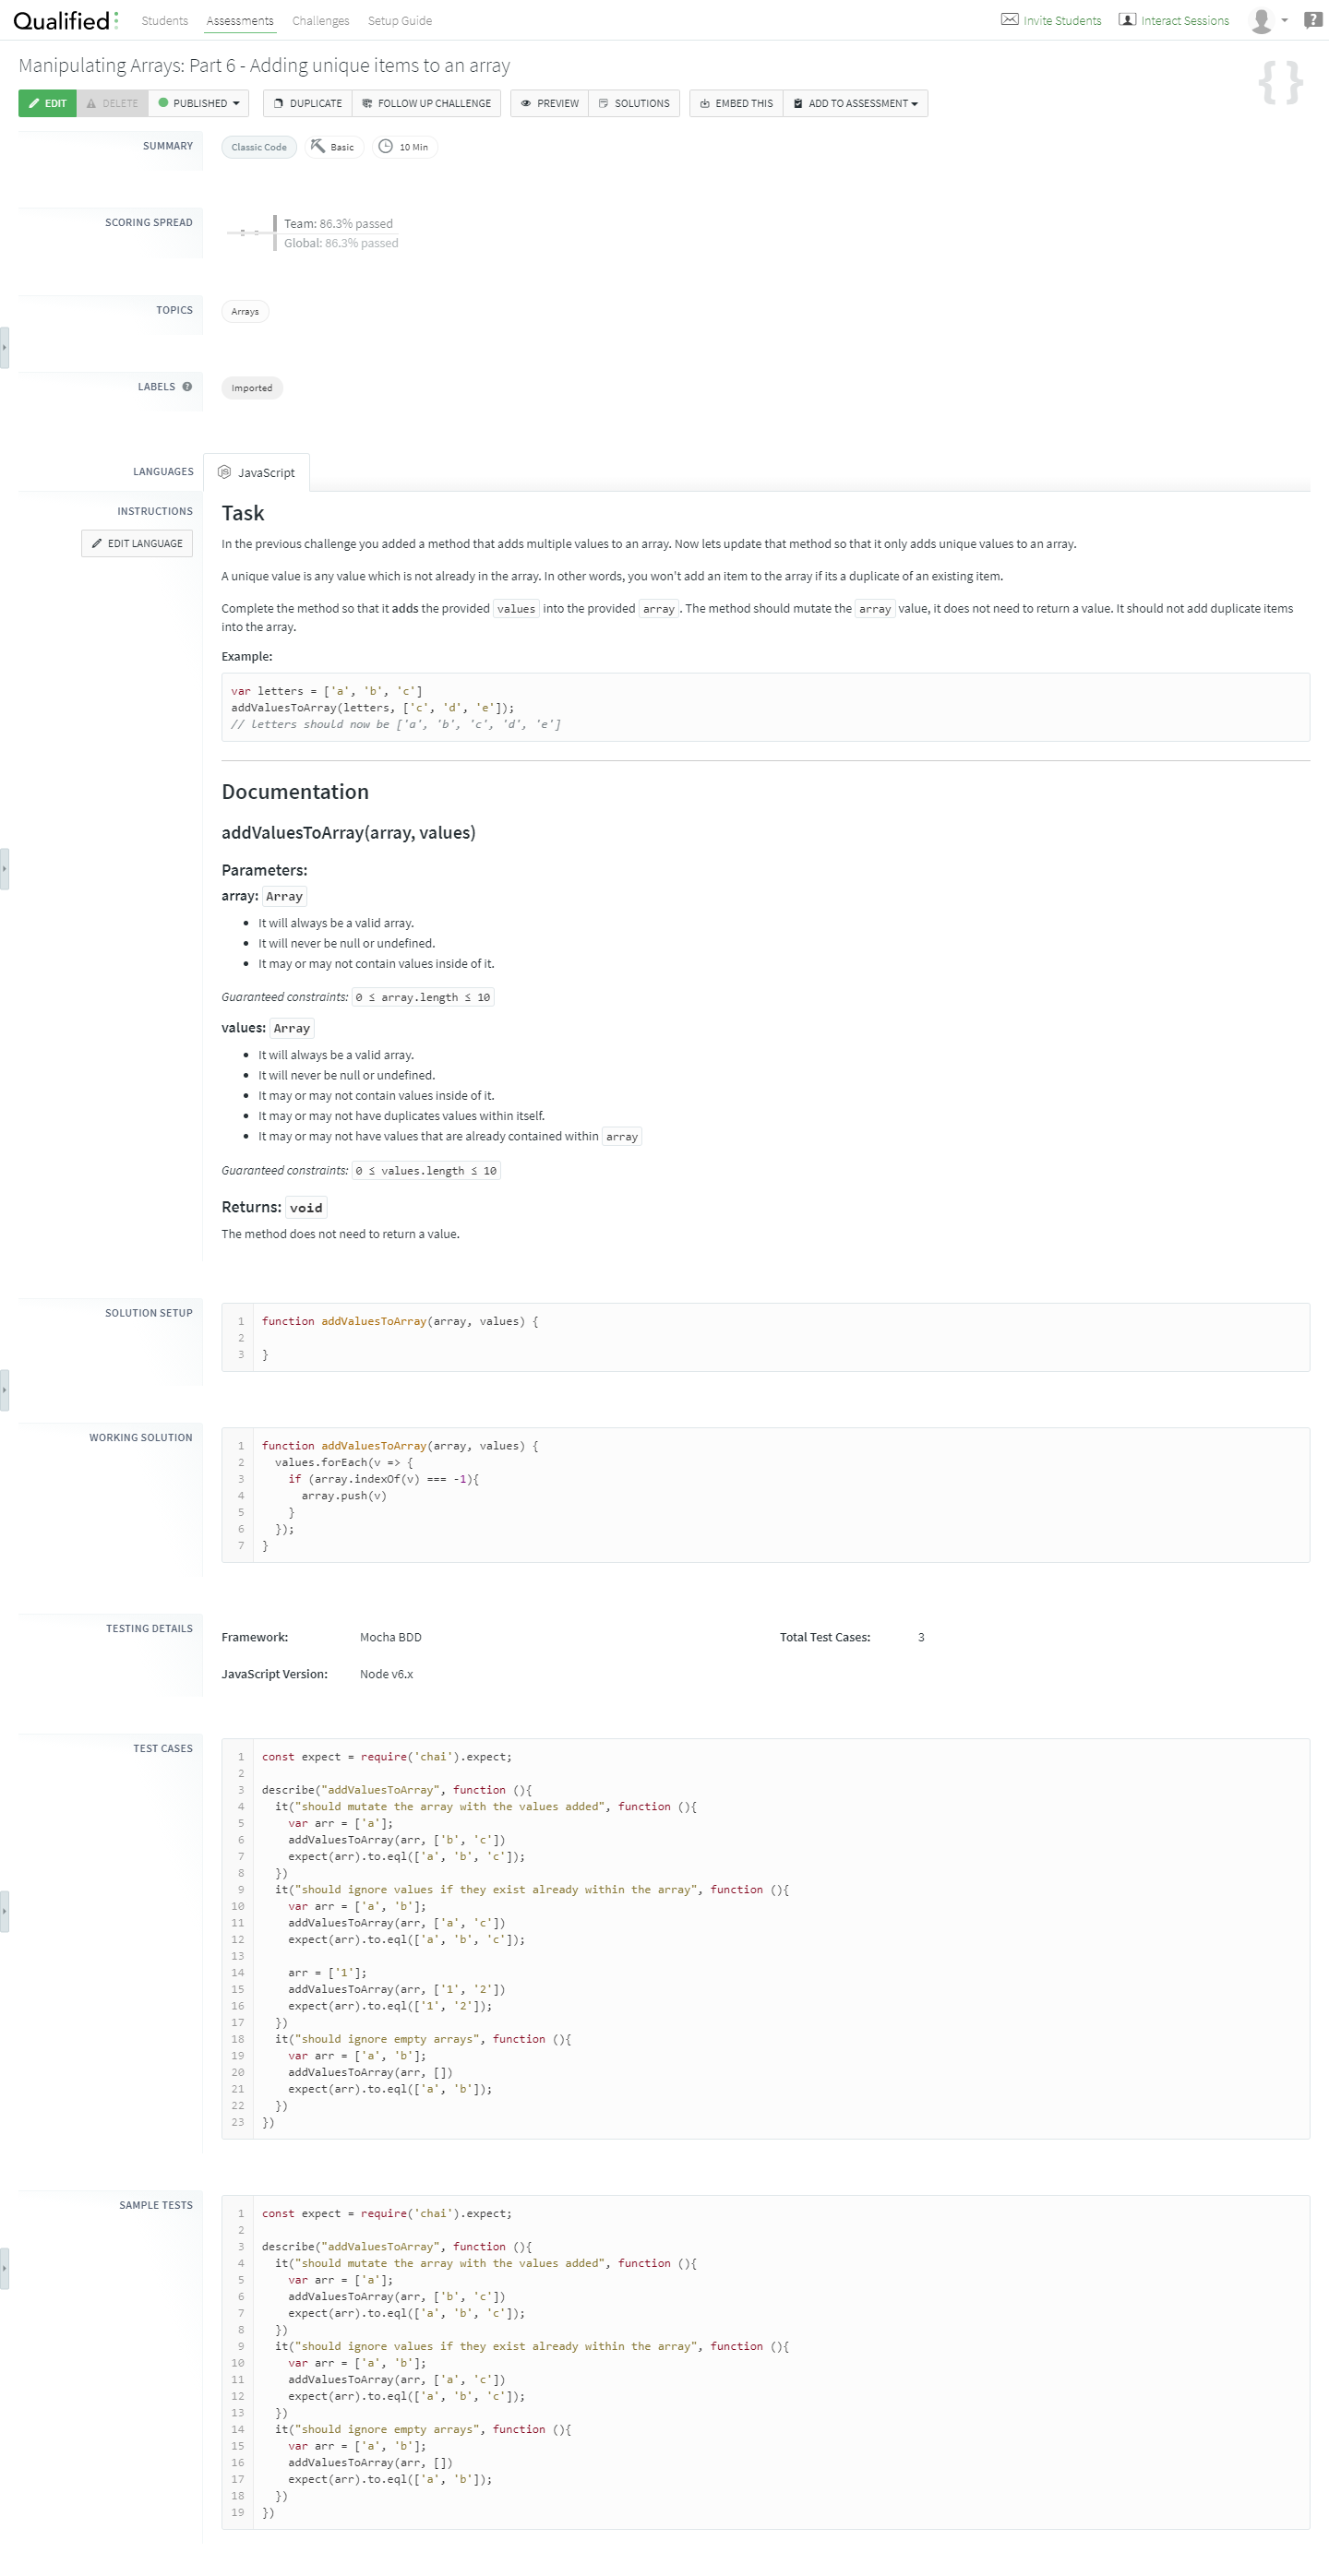 Qualified
Students Assessments Challenges Setup Guide Invite Students Interact Sessions
Manipulating Arrays: Part 6 - Adding unique items to an array
EDIT DELETE PUBLISHED DUPLICATE FOLLOW UP CHALLENGE PREVIEW SOLUTIONS EMBED THIS ADD TO ASSESSMENT
SUMMARY Classic Code Basic 10 Min
SCORING SPREAD
Team: 86.3% passed
Global: 86.3% passed
TOPICS Arrays
LABELS Imported
LANGUAGES JavaScript
INSTRUCTIONS
EDIT LANGUAGE
Task
In the previous challenge you added a method that adds multiple values to an array. Now lets update that method so that it only adds unique values to an array.
A unique value is any value which is not already in the array. In other words, you won't add an item to the array if its a duplicate of an existing item.
Complete the method so that it adds the provided values into the provided array. The method should mutate the array value, it does not need to return a value. It should not add duplicate items
into the array.
Example:
var letters = ['a', 'b', 'c']
addValuesToArray(letters, ['c', 'd', 'e']);
// letters should now be ['a', 'b', 'c', 'd', 'e']
Documentation
addValuesToArray(array, values)
Parameters:
array: Array
• It will always be a valid array.
• It will never be null or undefined.
• It may or may not contain values inside of it.
Guaranteed constraints: 0 ≤ array.length ≤ 10
values: Array
• It will always be a valid array.
• It will never be null or undefined.
• It may or may not contain values inside of it.
• It may or may not have duplicates values within itself.
• It may or may not have values that are already contained within array
Guaranteed constraints: 0 ≤ values.length ≤ 10
Returns: void
The method does not need to return a value.
SOLUTION SETUP
1 function addValuesToArray(array, values) {
2
3 }
WORKING SOLUTION
1 function addValuesToArray(array, values) {
2 values.forEach(v => {
3 if (array.indexOf(v) === -1){
4 array.push(v)
5 }
6 });
7 }
TESTING DETAILS
Framework: Mocha BDD Total Test Cases: 3
JavaScript Version: Node v6.x
TEST CASES
1 const expect = require('chai').expect;
2
3 describe("addValuesToArray", function (){
4 it("should mutate the array with the values added", function (){
5 var arr = ['a'];
6 addValuesToArray(arr, ['b', 'c'])
7 expect(arr).to.eql(['a', 'b', 'c']);
8 })
9 it("should ignore values if they exist already within the array", function (){
10 var arr = ['a', 'b'];
11 addValuesToArray(arr, ['a', 'c'])
12 expect(arr).to.eql(['a', 'b', 'c']);
13
14 arr = ['1'];
15 addValuesToArray(arr, ['1', '2'])
16 expect(arr).to.eql(['1', '2']);
17 })
18 it("should ignore empty arrays", function (){
19 var arr = ['a', 'b'];
20 addValuesToArray(arr, [])
21 expect(arr).to.eql(['a', 'b']);
22 })
23 })
SAMPLE TESTS
1 const expect = require('chai').expect;
2
3 describe("addValuesToArray", function (){
4 it("should mutate the array with the values added", function (){
5 var arr = ['a'];
6 addValuesToArray(arr, ['b', 'c'])
7 expect(arr).to.eql(['a', 'b', 'c']);
8 })
9 it("should ignore values if they exist already within the array", function (){
10 var arr = ['a', 'b'];
11 addValuesToArray(arr, ['a', 'c'])
12 expect(arr).to.eql(['a', 'b', 'c']);
13 })
14 it("should ignore empty arrays", function (){
15 var arr = ['a', 'b'];
16 addValuesToArray(arr, [])
17 expect(arr).to.eql(['a', 'b']);
18 })
19 })